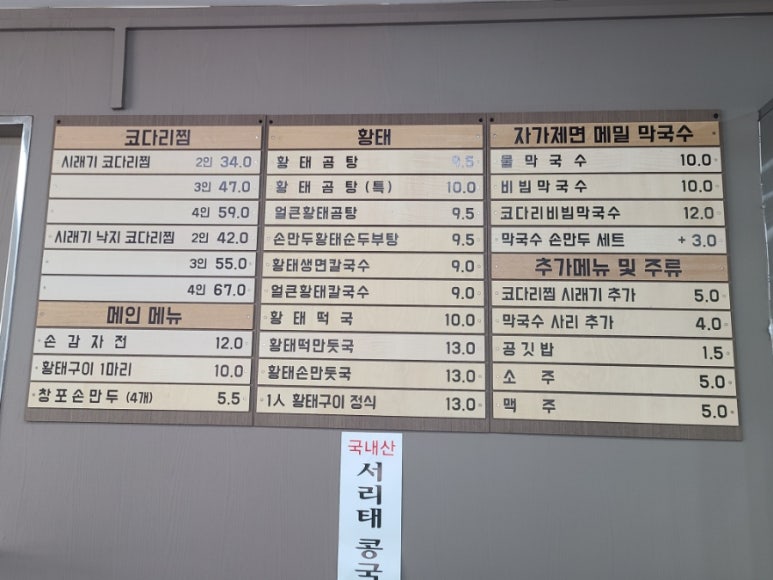 코다리찜
시래기 코다리찜 2인 34.0
3인 47.0
4인 59.0
시래기 낙지 코다리찜 2인 42.0
3인 55.0
4인 67.0
메인 메뉴
손 감 자 전 12.0
황태구이 1마리 10.0
창포손만두 (4개) 5.5
황태
황 태 곰 탕 9.5
황 태 곰 탕 (특) 10.0
얼큰황태곰탕 9.5
손만두황태순두부탕 9.5
황태생면칼국수 9.0
얼큰황태칼국수 9.0
황 태 떡 국 10.0
황태떡만둣국 13.0
황태손만둣국 13.0
1人 황태구이 정식 13.0
자가제면 메밀 막국수
물 막 국 수 10.0
비 빔 막 국 수 10.0
코다리비빔막국수 12.0
막국수 손만두 세트 + 3.0
추가메뉴 및 주류
코다리찜 시래기 추가 5.0
막국수 사리 추가 4.0
공 깃 밥 1.5
소 주 5.0
맥 주 5.0
국내산
서리태 콩국